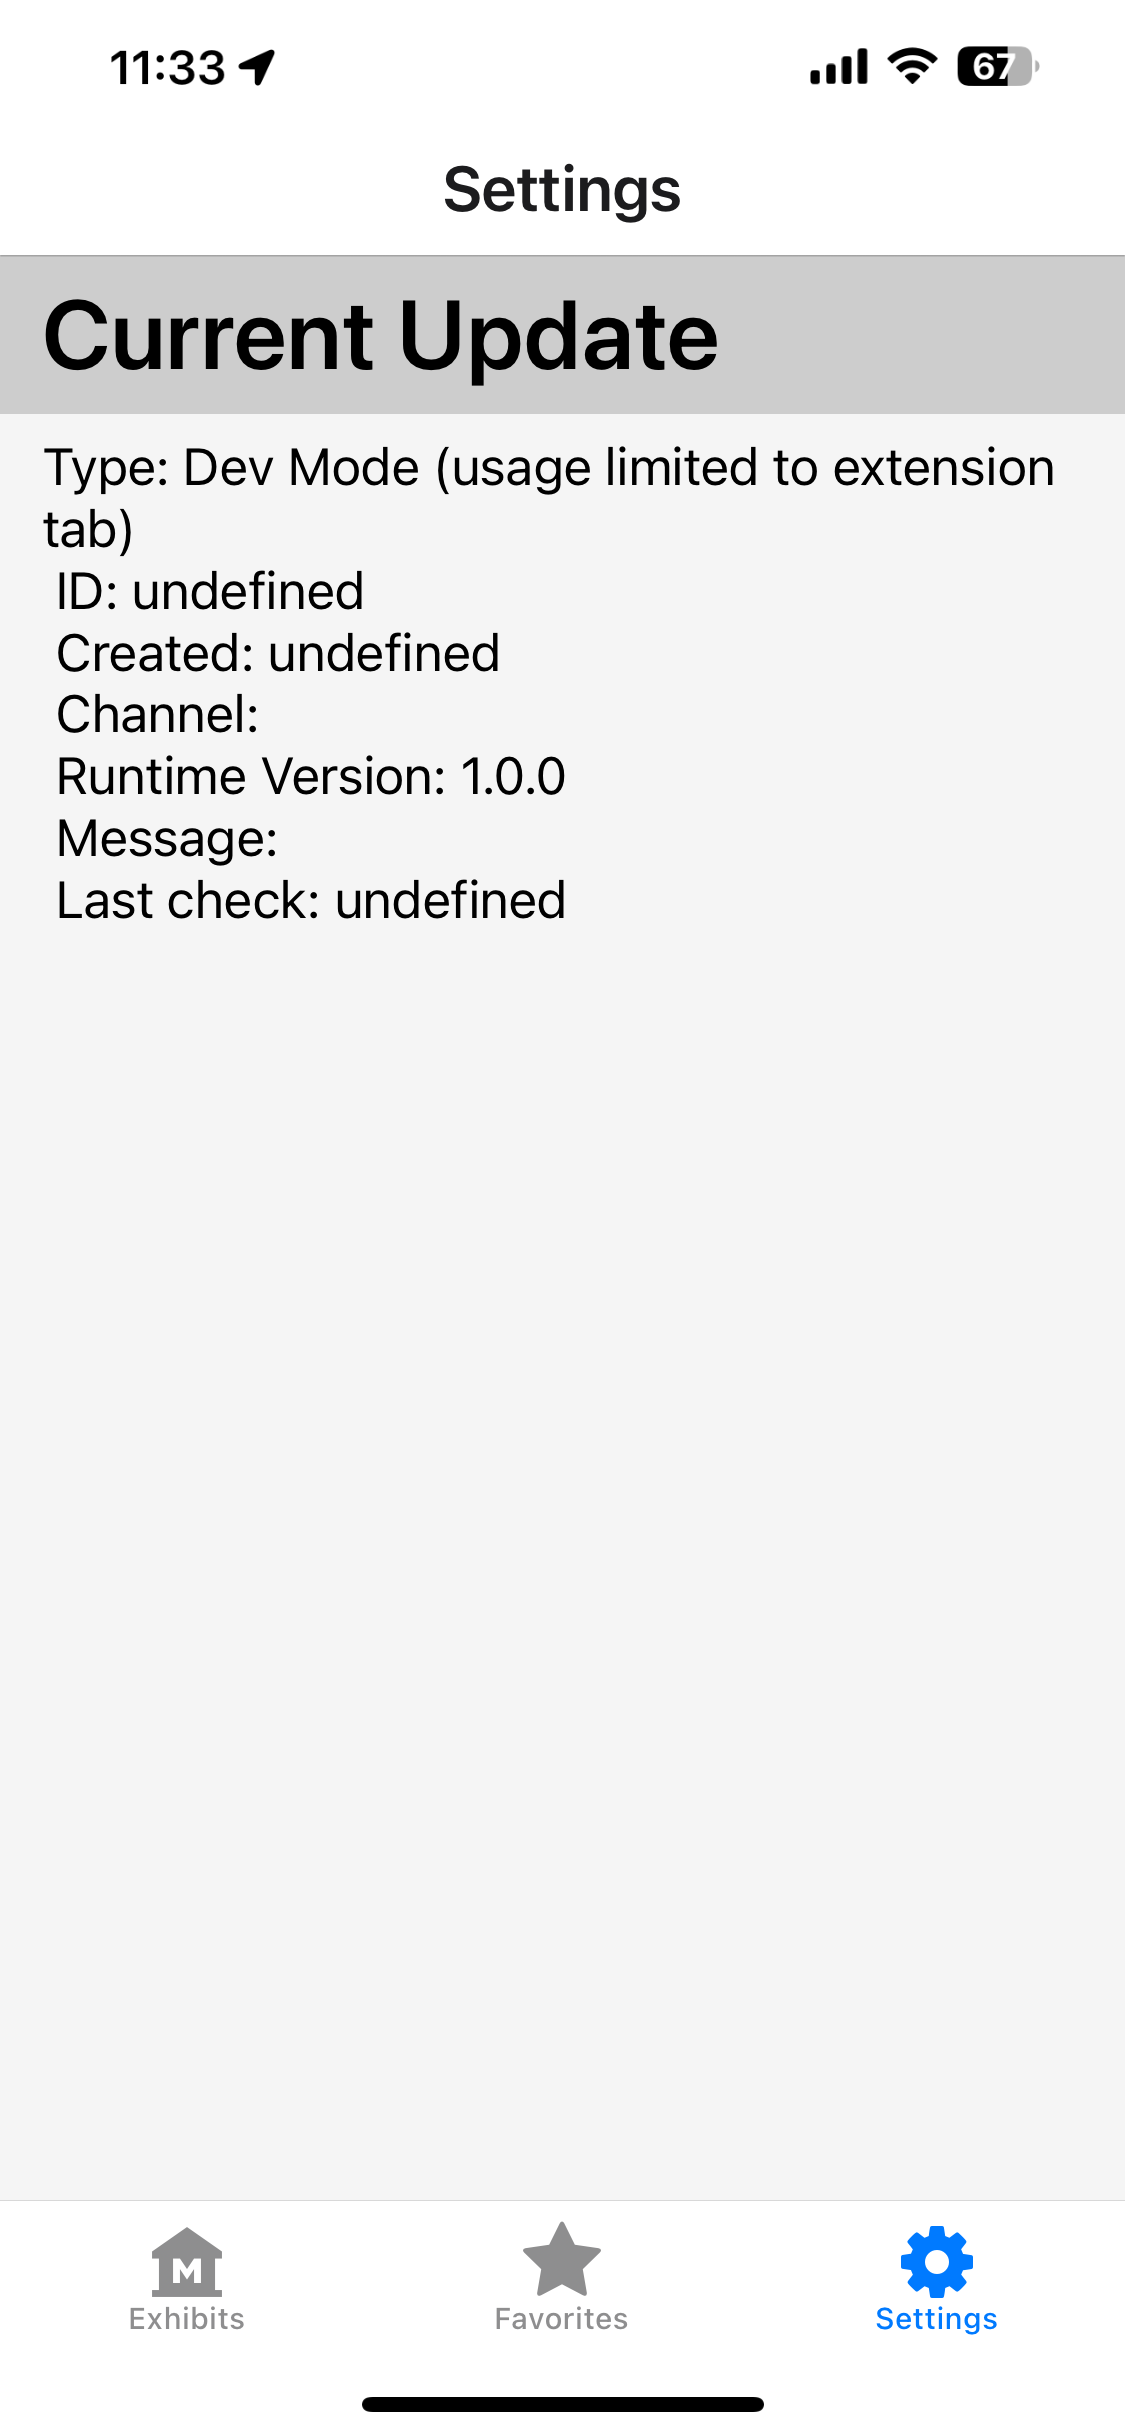 11:33
67
Settings
Current Update
Type: Dev Mode (usage limited to extension
tab)
ID: undefined
Created: undefined
Channel:
Runtime Version: 1.0.0
Message:
Last check: undefined
M
Exhibits
Favorites
Settings